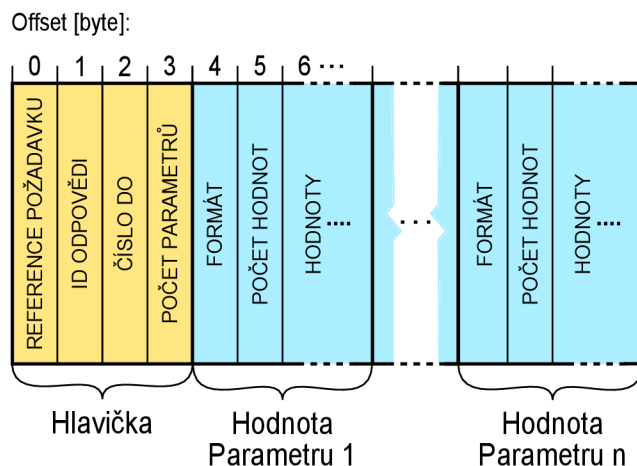 Offset [byte]:
0 1 2 3 4 5 6 ···
REFERENCE POŽADAVKU
ID ODPOVĚDI
ČÍSLO DO
POČET PARAMETRŮ
FORMÁT
POČET HODNOT
HODNOTY ....
...
FORMÁT
POČET HODNOT
HODNOTY ....
Hlavička
Hodnota
Parametru 1
Hodnota
Parametru n